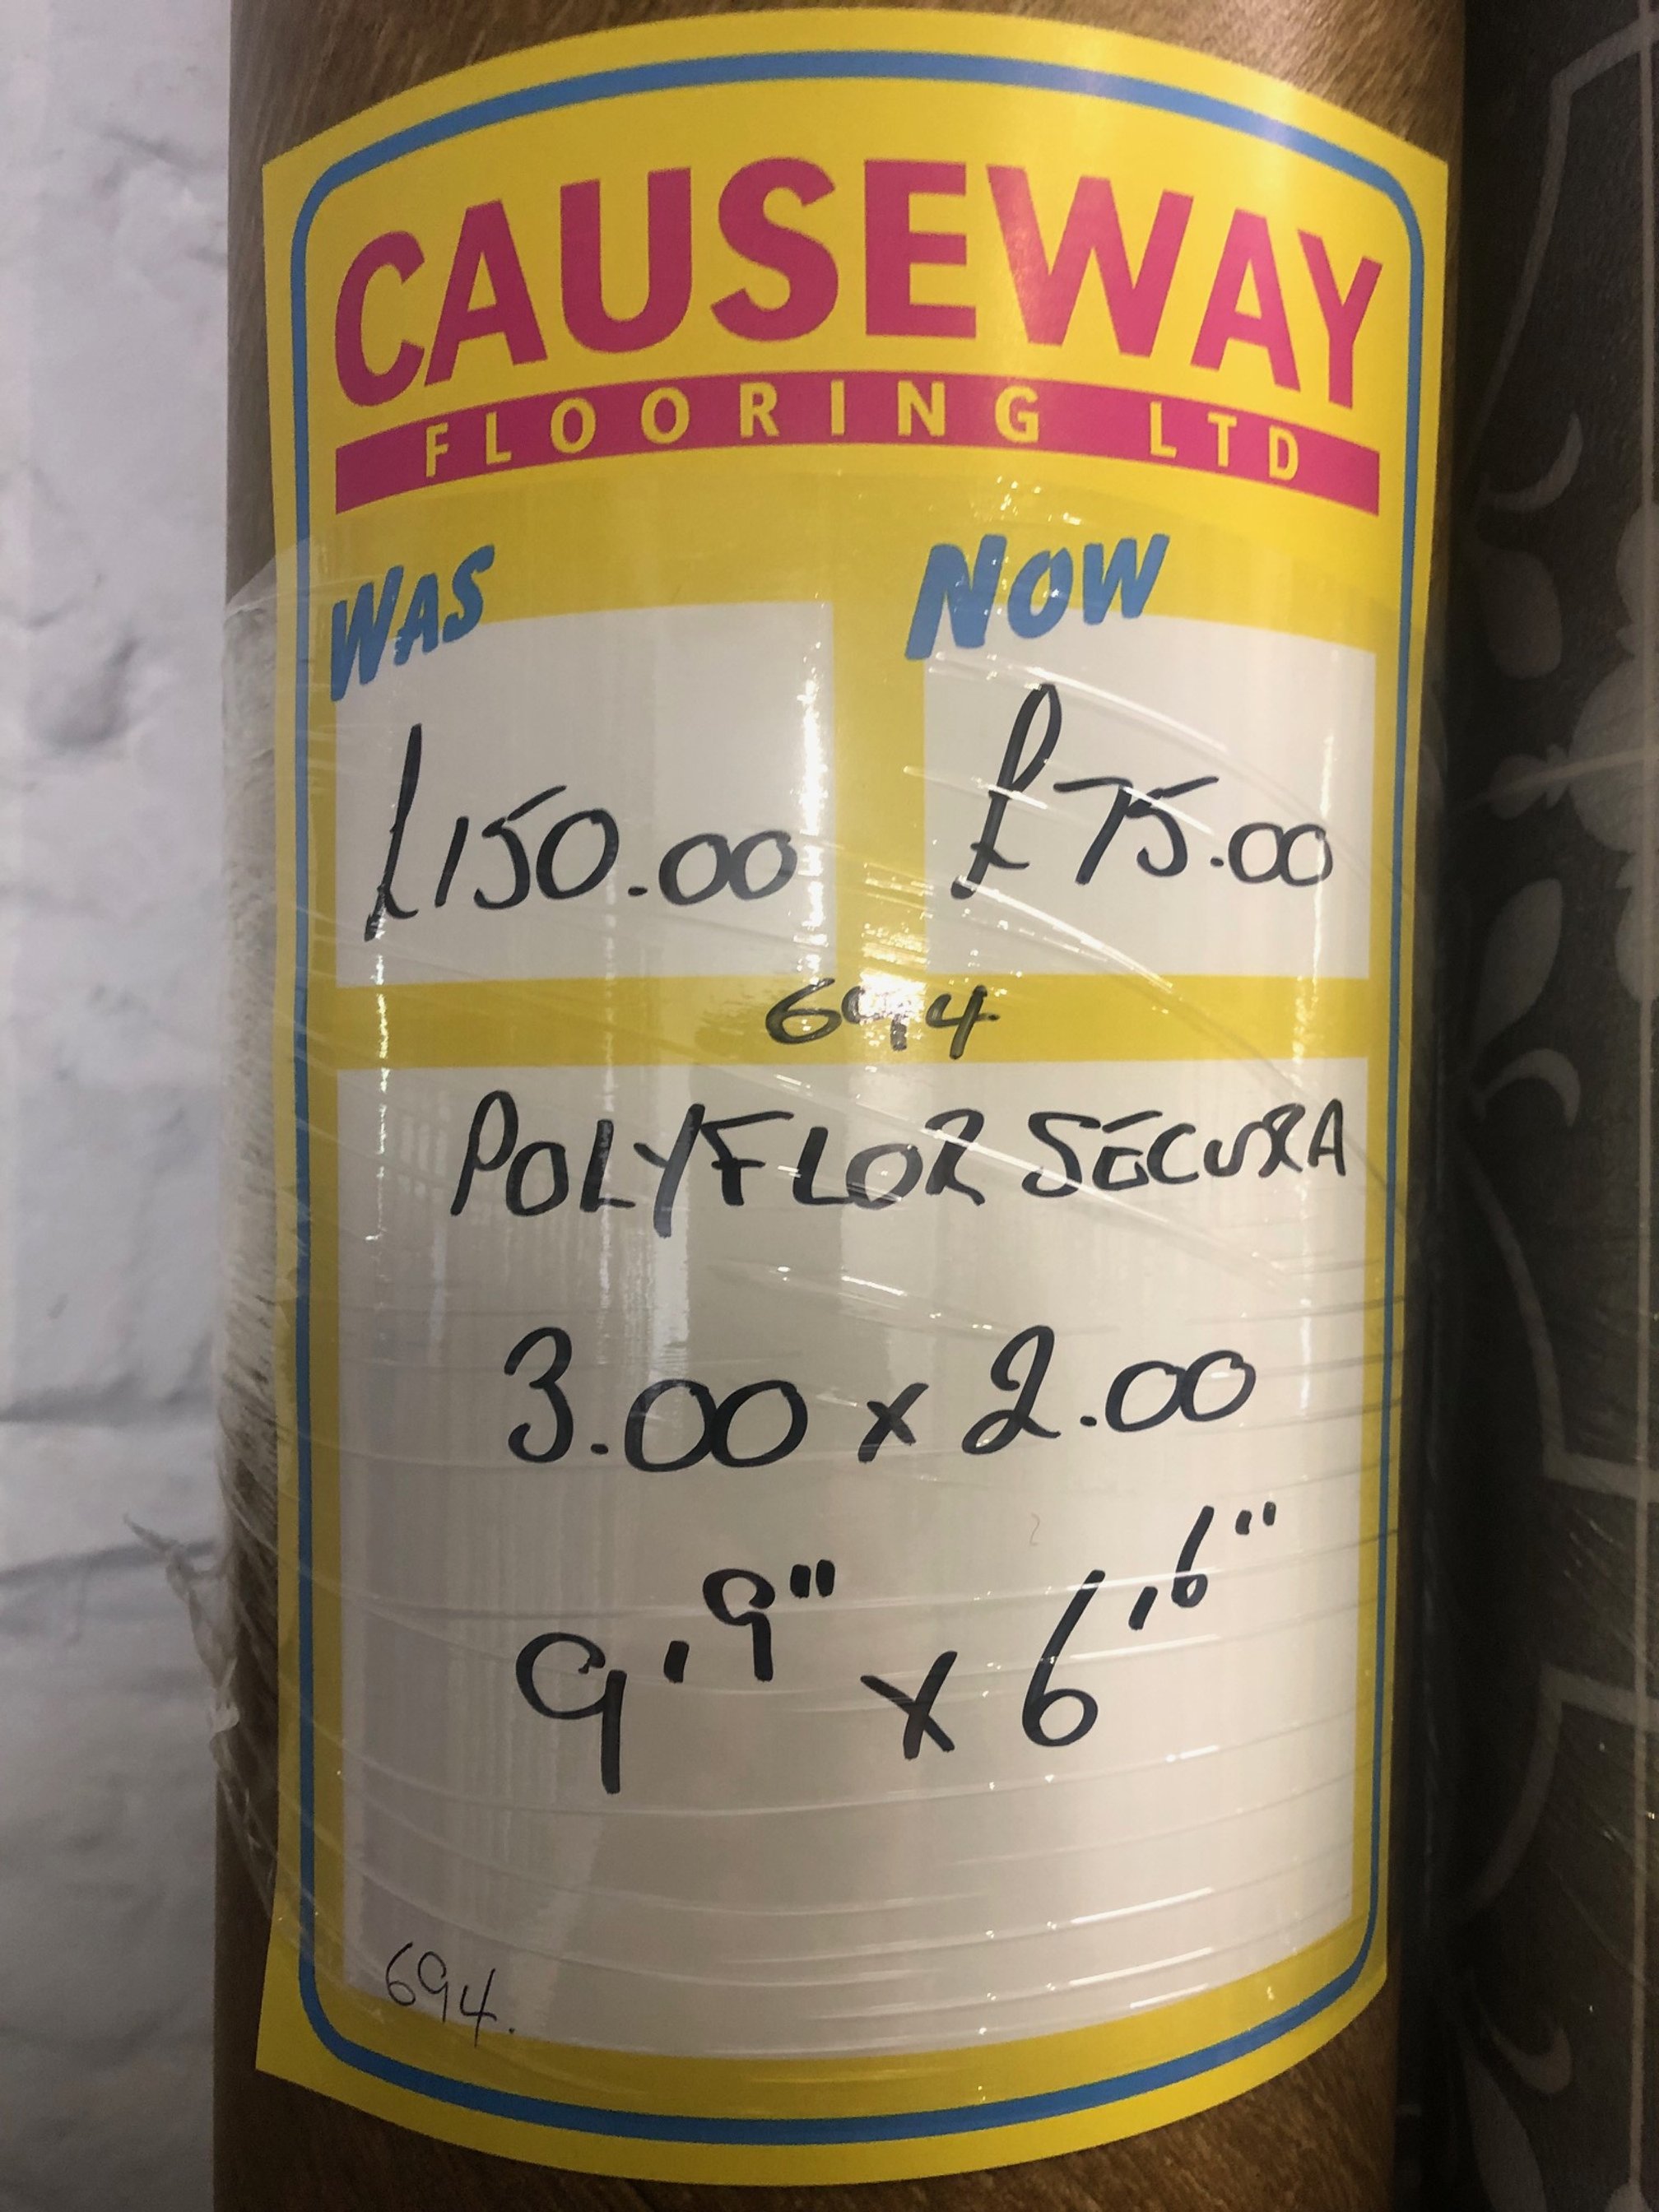 CAUSEWAY
FLOORING LTD
WAS NOW
£150.00 £75.00
694
POLYFLOR SECURA
3.00 x 2.00
9'9" x 6'6"
694.